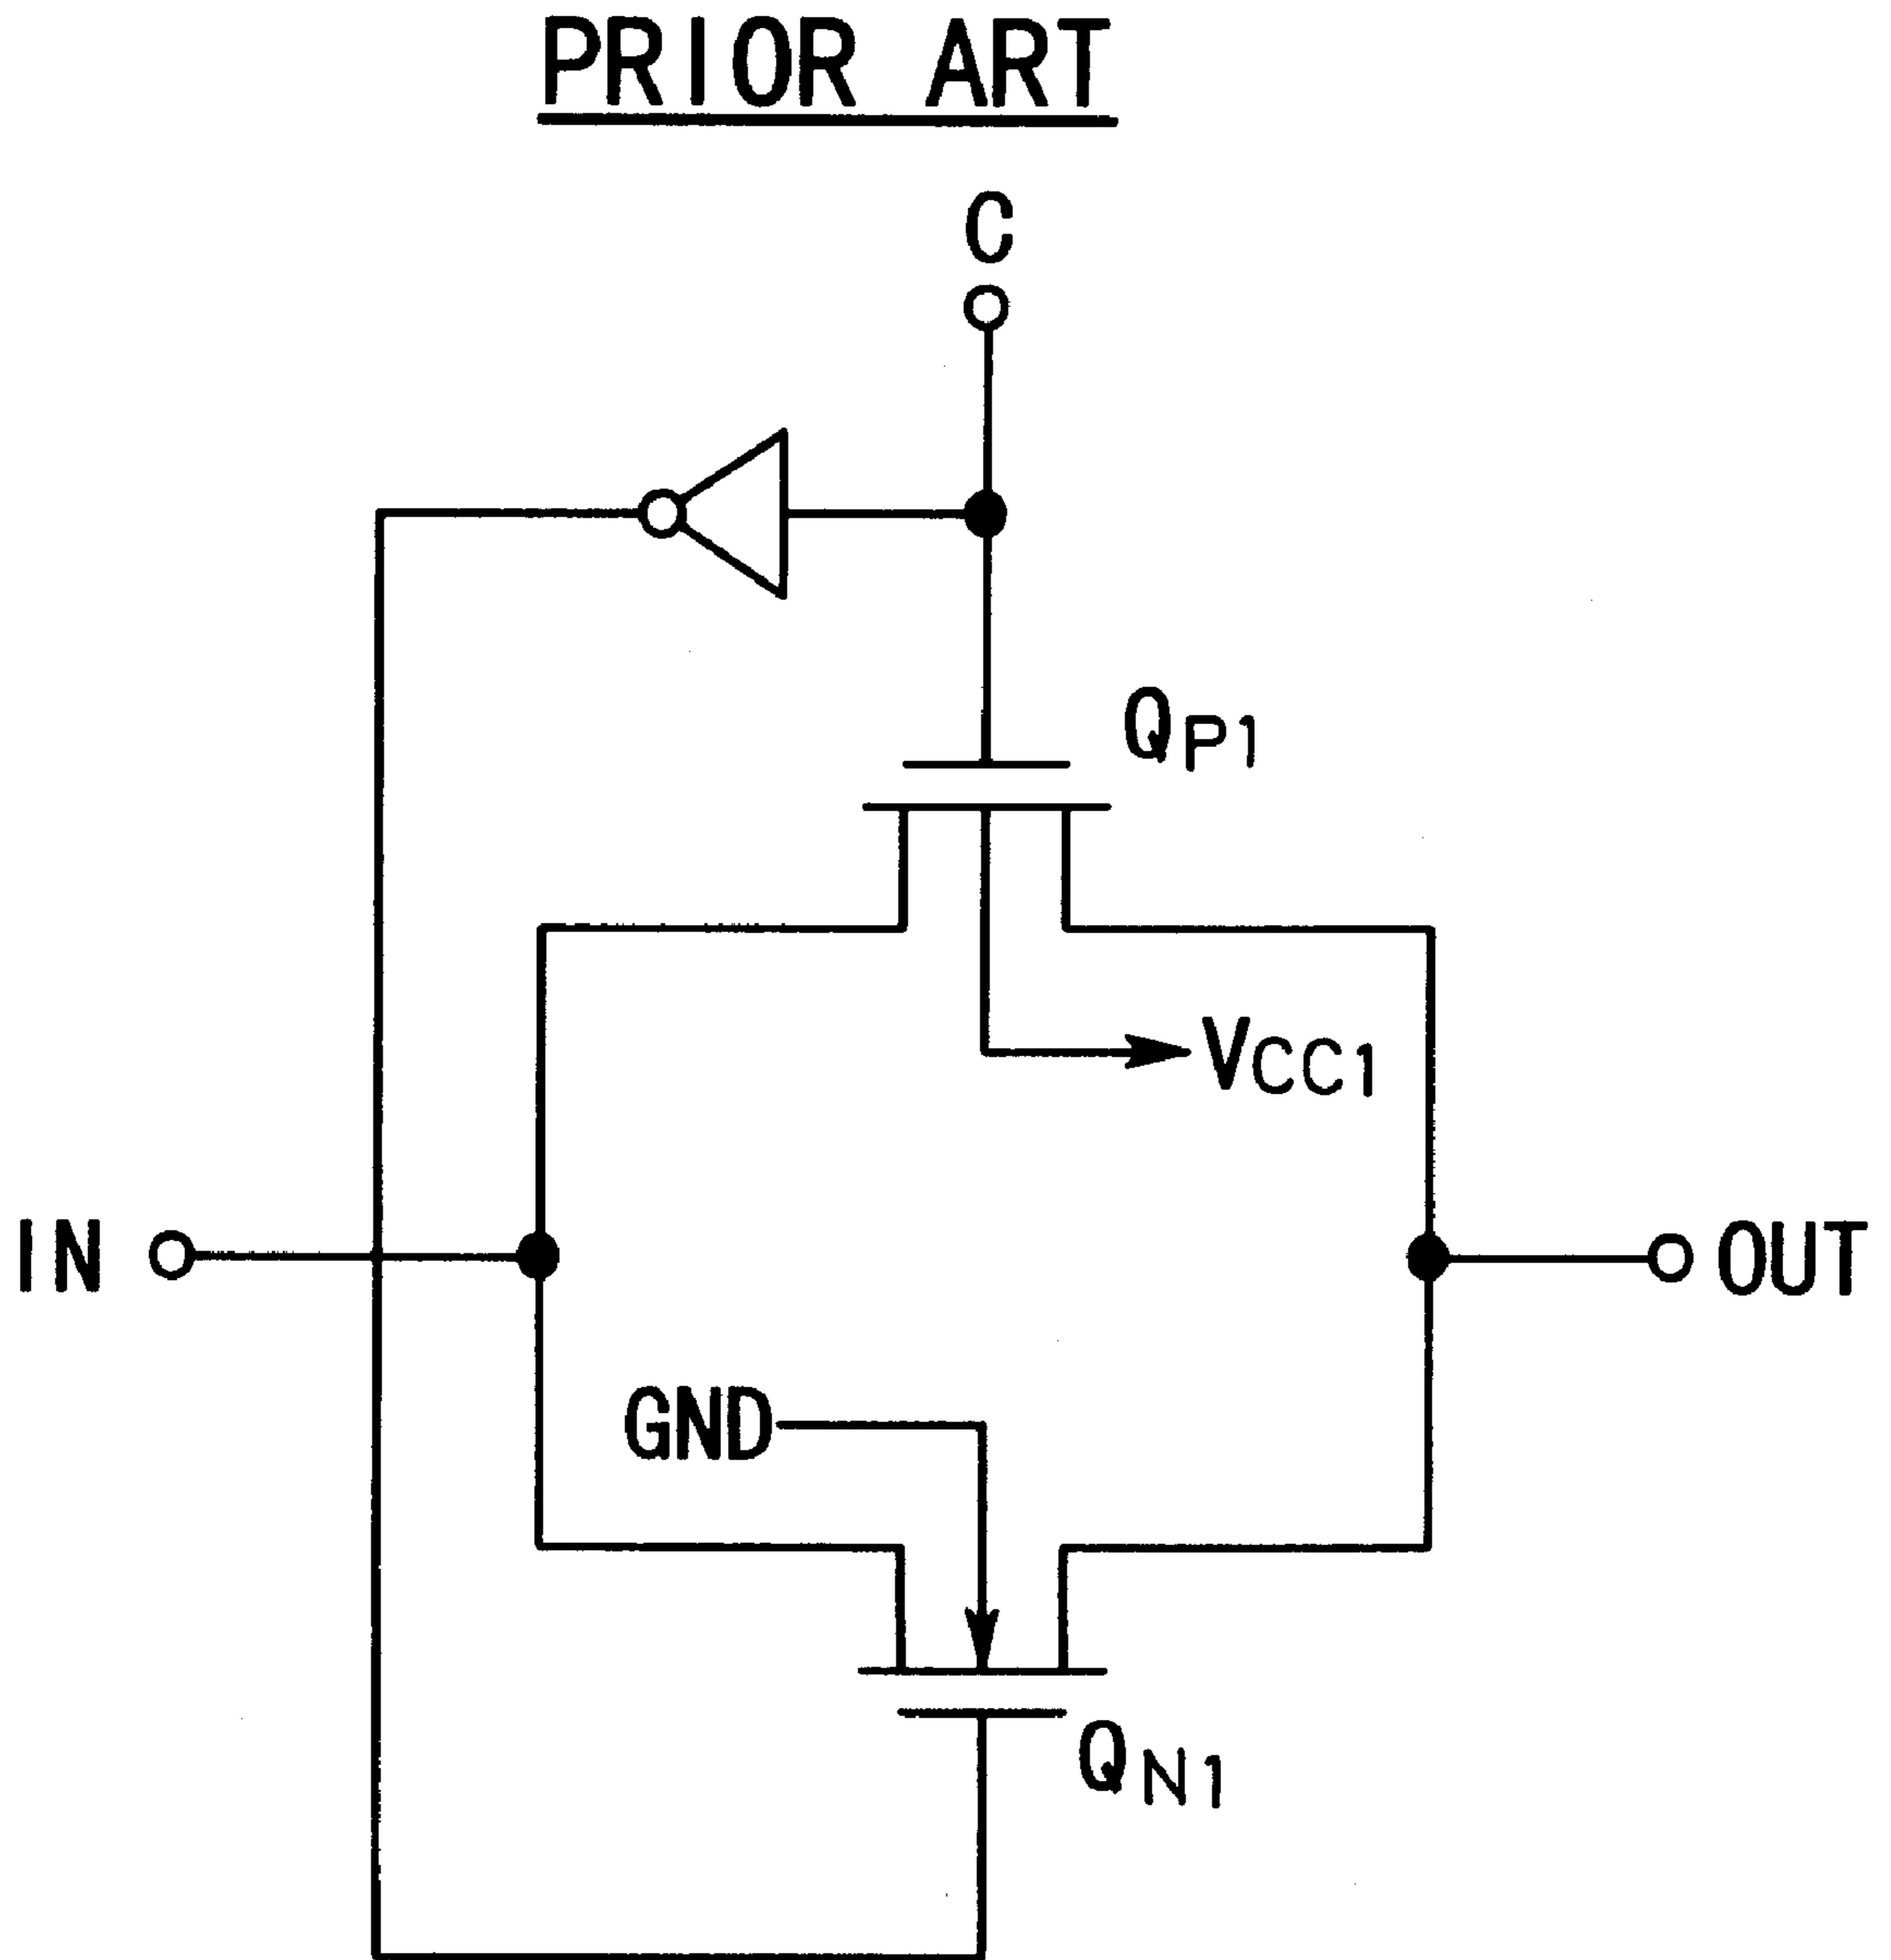 PRIOR ART
C
QP1
VCC1
IN
OUT
GND
QN1